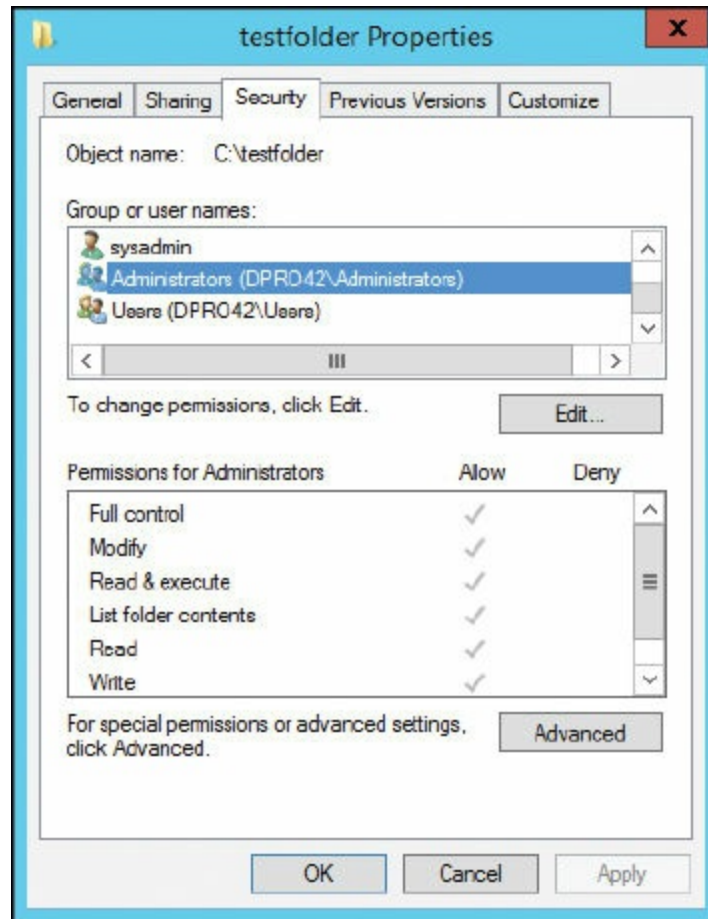 testfolder Properties
x
General Sharing Security Previous Versions Customize
Object name: C:\testfolder
Group or user names:
sysadmin
Administrators (DPRO42\Administrators)
Users (DPRO42\Users)
To change permissions, click Edit.
Edit...
Permissions for Administrators Allow Deny
Full control
Modify
Read & execute
List folder contents
Read
Write
For special permissions or advanced settings,
click Advanced.
Advanced
OK Cancel Apply